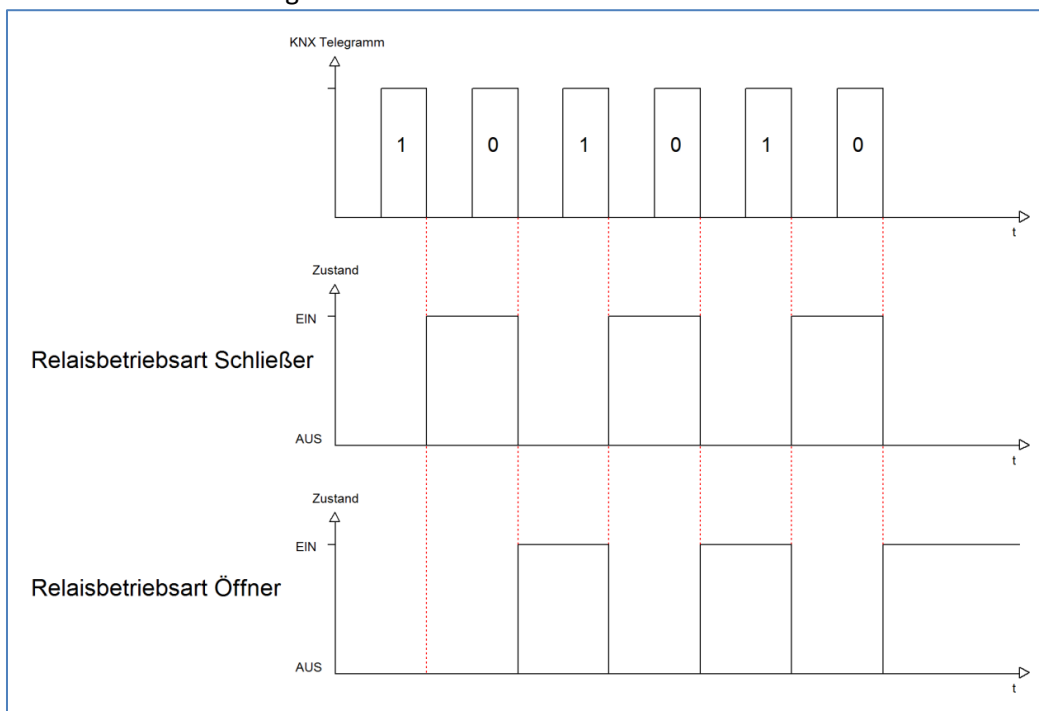 KNX Telegramm
1 0 1 0 1 0
t
Zustand
EIN
Relaisbetriebsart Schließer
AUS
t
Zustand
EIN
Relaisbetriebsart Öffner
AUS
t